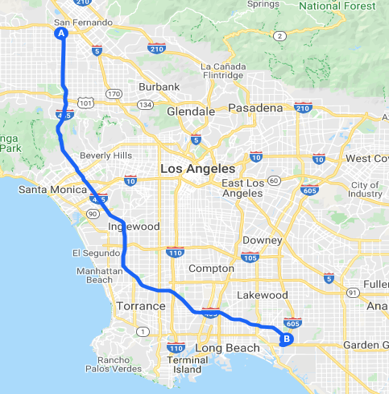 210
Springs
National Forest
San Fernando
A
5
210
2
La Cañada
Flintridge
170
Burbank
134
101
Glendale
Pasadena
210
405
nga
Park
5
Beverly Hills
Los Angeles
10
10
West Cov
Santa Monica
10
East Los
Angeles
60
605
City of
Industry
405
90
Inglewood
Downey
El Segundo
110
105
Manhattan
Beach
Compton
5
Fuller
Lakewood
91
Ana
Torrance
405
605
1
B
110
Long Beach
Garden G
Rancho
Palos Verdes
Terminal
Island